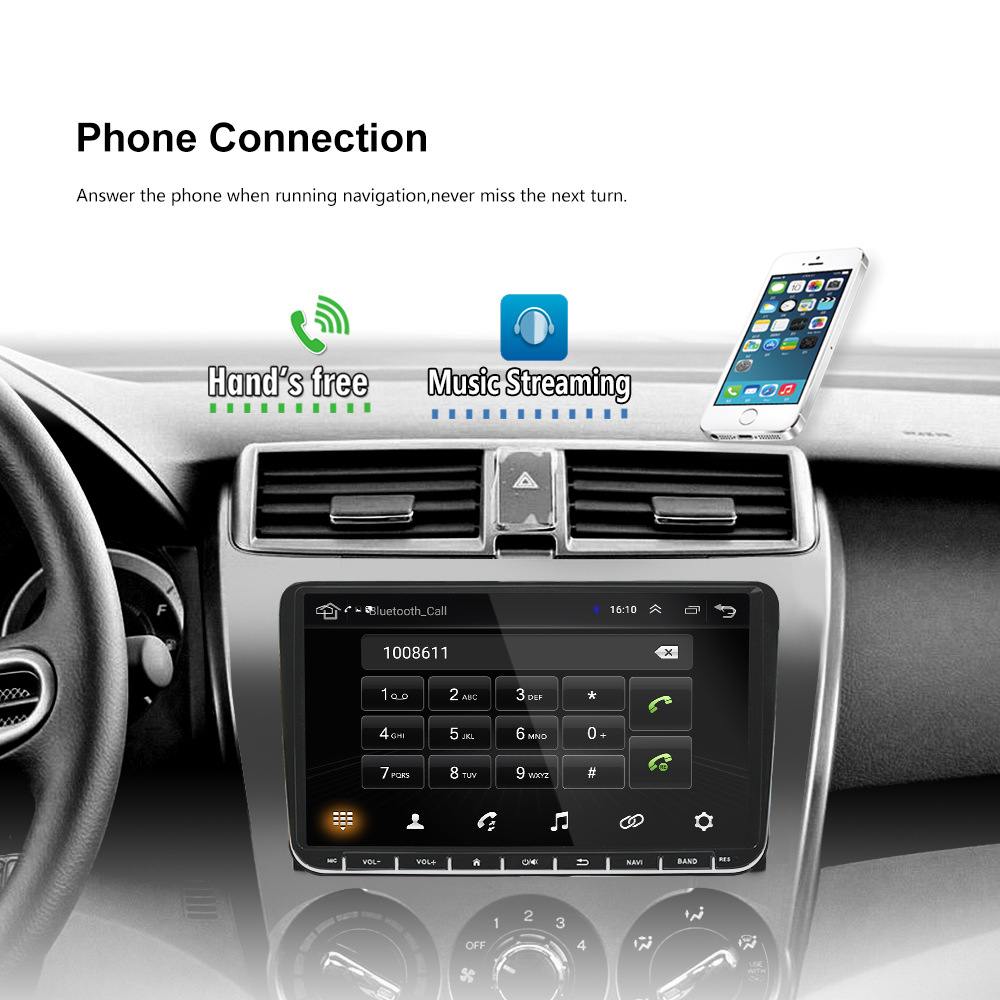 Phone Connection
Answer the phone when running navigation,never miss the next turn.
Hand's free
Music Streaming
F
Bluetooth_Call
16:10
1008611
1
2 ABC
3 DEF
*
4 GHI
5 JKL
6 MNO
0 +
7 PQRS
8 TUV
9 WXYZ
#
MIC
VOL-
VOL+
NAVI
BAND
RES
OFF
1
2
3
4
USE
WITH